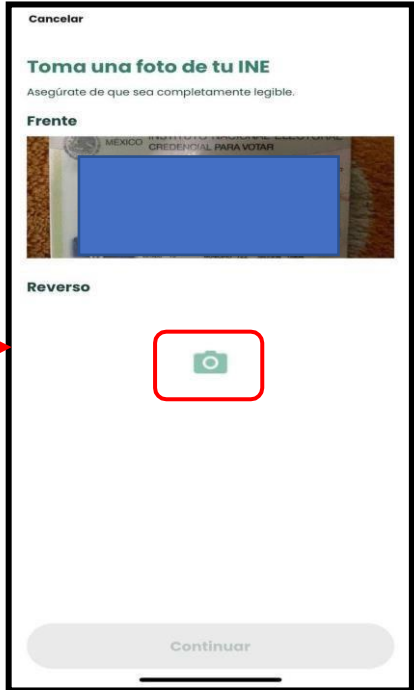 Cancelar
Toma una foto de tu INE
Asegúrate de que sea completamente legible.
Frente
MÉXICO INSTITUTO NACIONAL ELECTORAL
CREDENCIAL PARA VOTAR
Reverso
Continuar